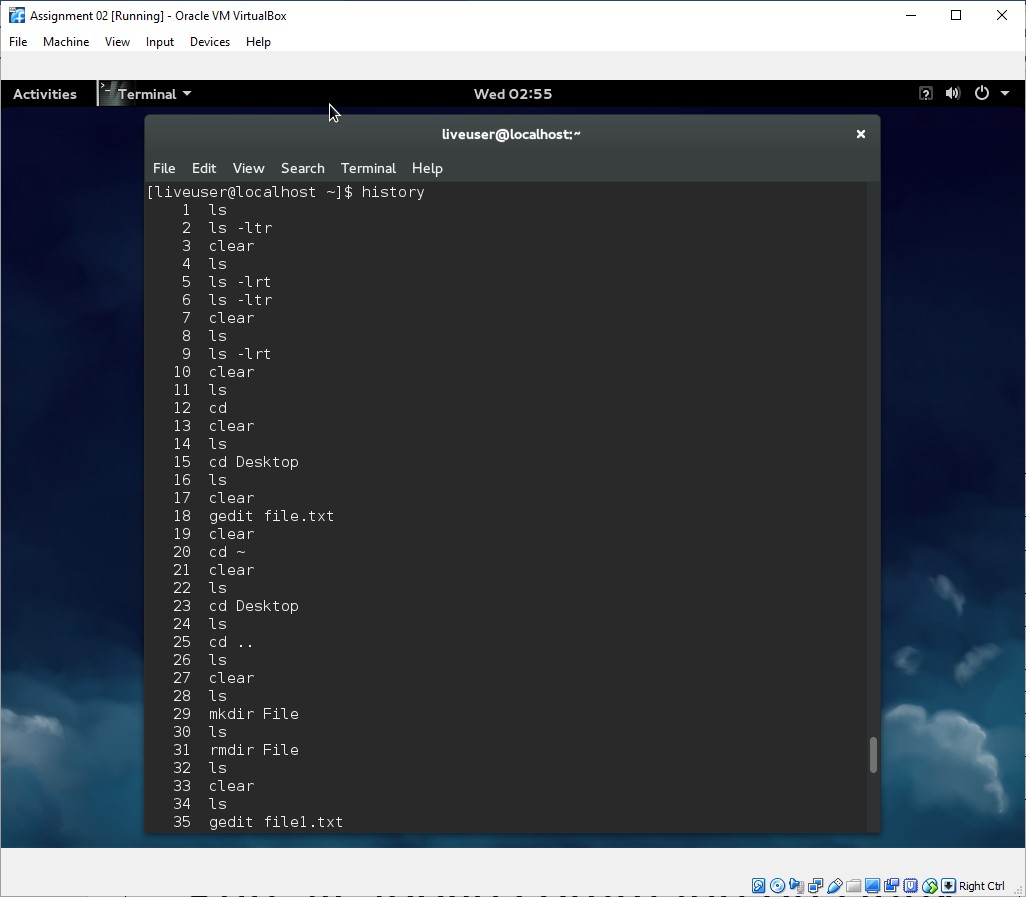 Assignment 02 [Running] - Oracle VM VirtualBox
File Machine View Input Devices Help
Activities Terminal Wed 02:55
liveuser@localhost:~
File Edit View Search Terminal Help
[liveuser@localhost ~]$ history
1 ls
2 ls -ltr
3 clear
4 ls
5 ls -lrt
6 ls -ltr
7 clear
8 ls
9 ls -lrt
10 clear
11 ls
12 cd
13 clear
14 ls
15 cd Desktop
16 ls
17 clear
18 gedit file.txt
19 clear
20 cd ~
21 clear
22 ls
23 cd Desktop
24 ls
25 cd ..
26 ls
27 clear
28 ls
29 mkdir File
30 ls
31 rmdir File
32 ls
33 clear
34 ls
35 gedit file1.txt
Right Ctrl